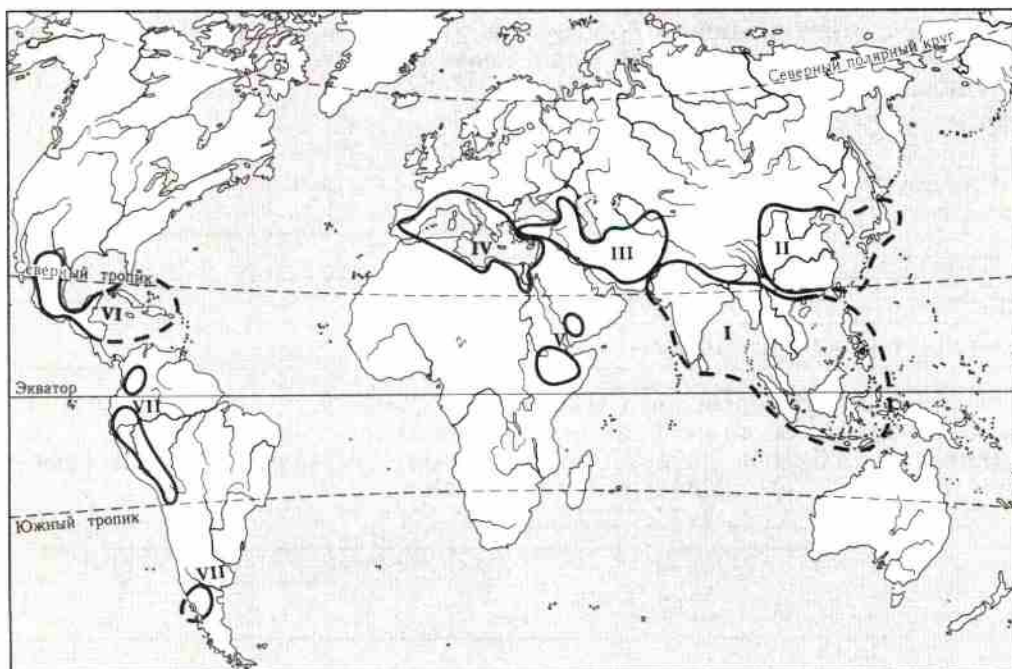 Северный полярный круг
IV
III
II
Северный тропик
VI
V
I
Экватор
VII
Южный тропик
VII